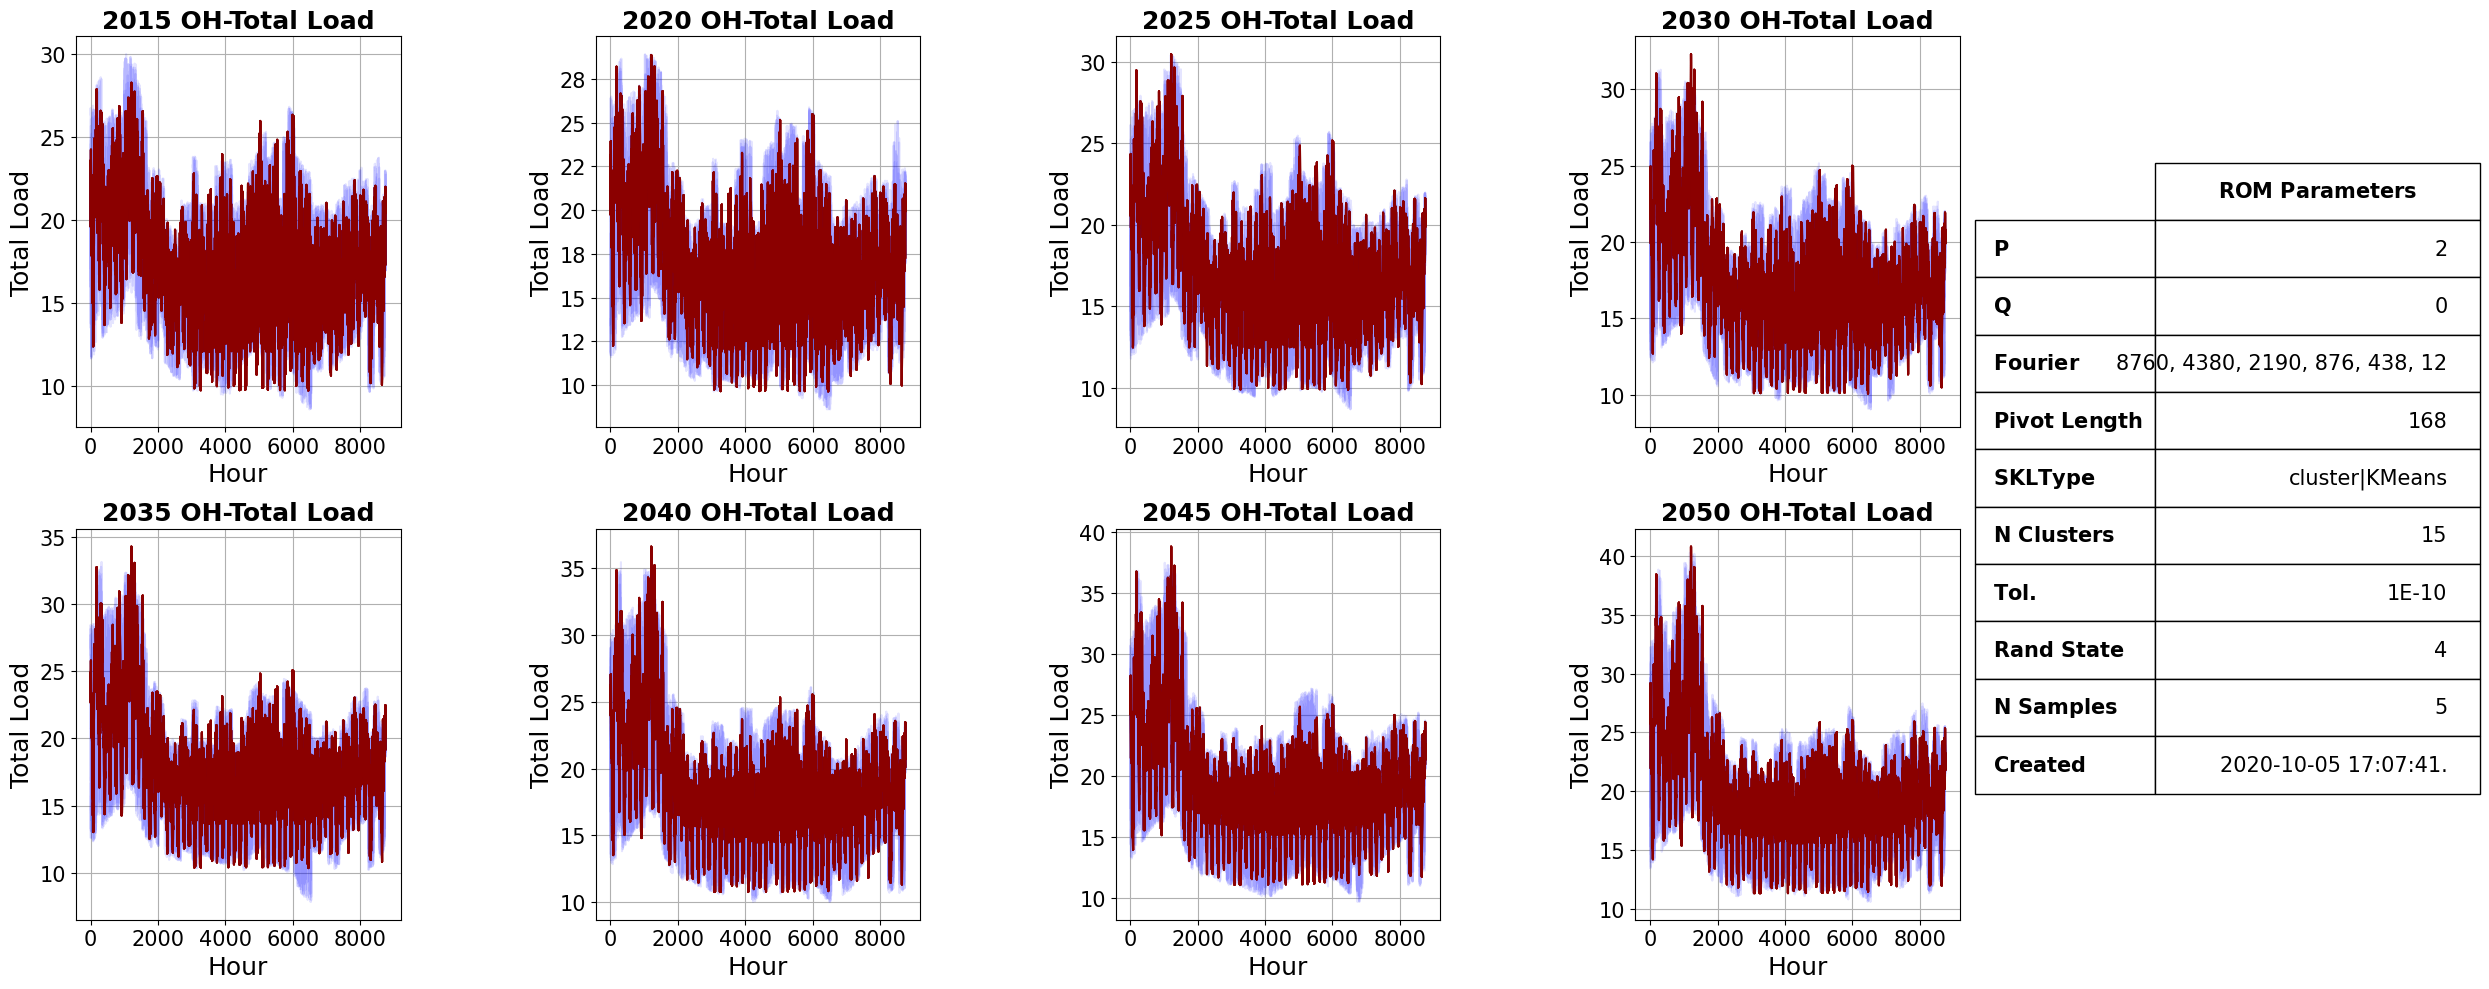 2015 OH-Total Load
Total Load
30
25
20
15
10
0 2000 4000 6000 8000
Hour
2020 OH-Total Load
Total Load
28
25
22
20
18
15
12
10
0 2000 4000 6000 8000
Hour
2025 OH-Total Load
Total Load
30
25
20
15
10
0 2000 4000 6000 8000
Hour
2030 OH-Total Load
Total Load
30
25
20
15
10
0 2000 4000 6000 8000
Hour
2035 OH-Total Load
Total Load
35
30
25
20
15
10
0 2000 4000 6000 8000
Hour
2040 OH-Total Load
Total Load
35
30
25
20
15
10
0 2000 4000 6000 8000
Hour
2045 OH-Total Load
Total Load
40
35
30
25
20
15
10
0 2000 4000 6000 8000
Hour
2050 OH-Total Load
Total Load
40
35
30
25
20
15
10
0 2000 4000 6000 8000
Hour
ROM Parameters
P 2
Q 0
Fourier 8760, 4380, 2190, 876, 438, 12
Pivot Length 168
SKLType cluster|KMeans
N Clusters 15
Tol. 1E-10
Rand State 4
N Samples 5
Created 2020-10-05 17:07:41.